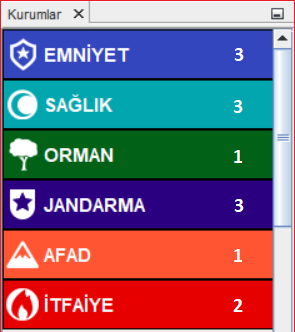 Kurumlar X
EMNİYET 3
SAĞLIK 3
ORMAN 1
JANDARMA 3
AFAD 1
İTFAİYE 2